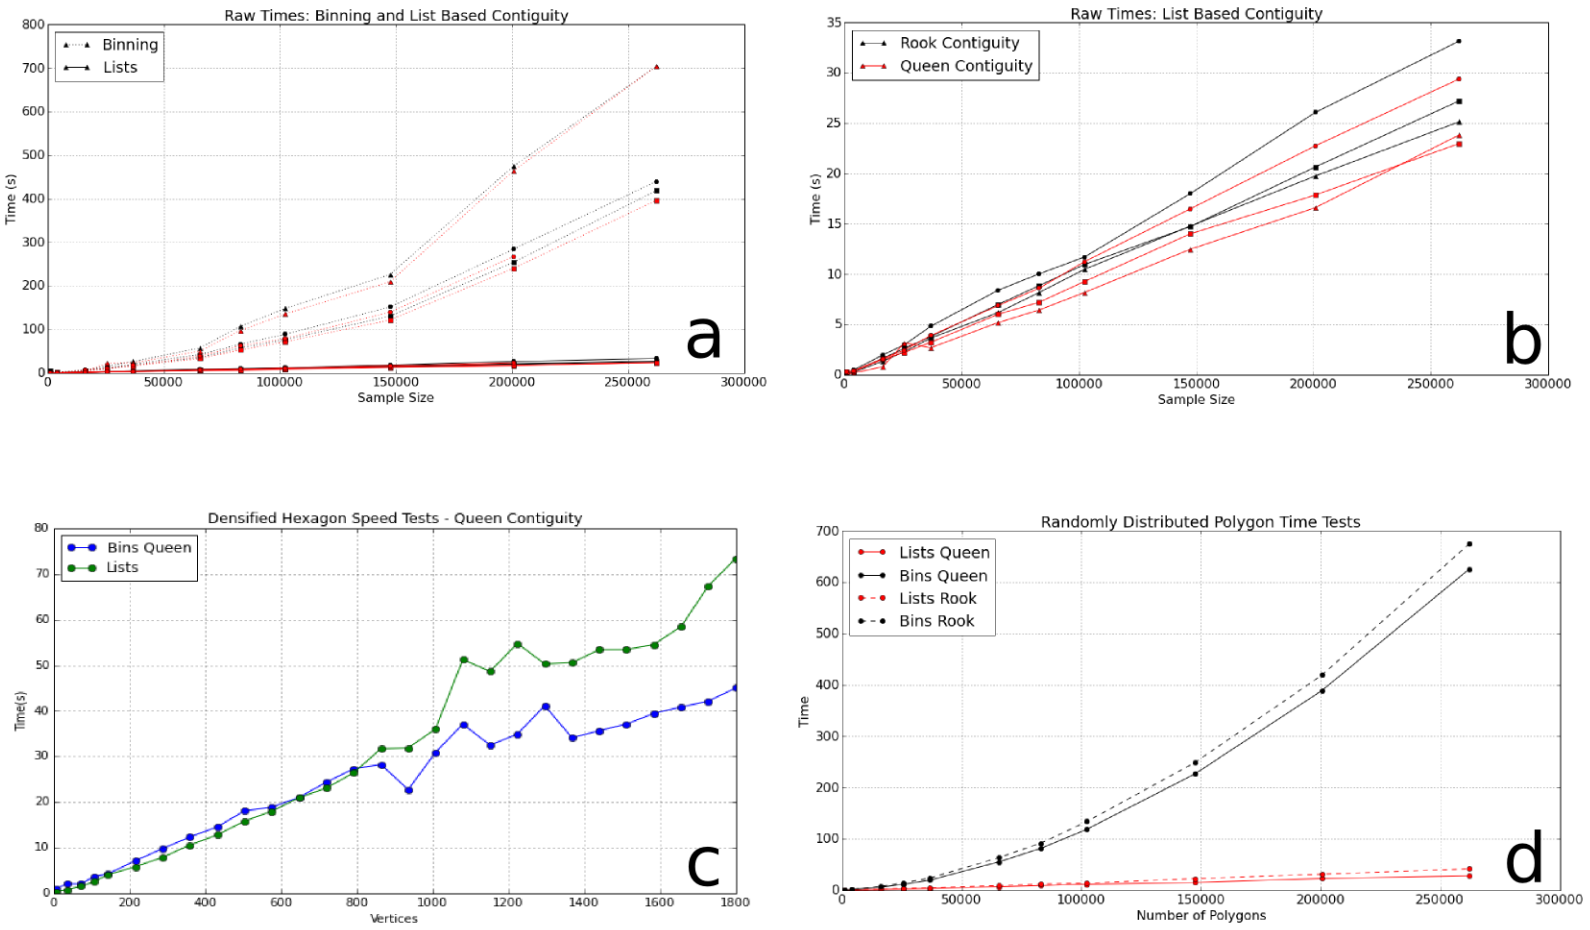 Raw Times: Binning and List Based Contiguity
800
700
600
500
400
300
200
100
0
Time (s)
Binning
Lists
a
0 50000 100000 150000 200000 250000 300000
Sample Size
Raw Times: List Based Contiguity
35
30
25
20
15
10
5
0
Time (s)
Rook Contiguity
Queen Contiguity
b
0 50000 100000 150000 200000 250000 300000
Sample Size
Densified Hexagon Speed Tests - Queen Contiguity
80
70
60
50
40
30
20
10
0
Time(s)
Bins Queen
Lists
c
0 200 400 600 800 1000 1200 1400 1600 1800
Vertices
Randomly Distributed Polygon Time Tests
700
600
500
400
300
200
100
0
Time
Lists Queen
Bins Queen
Lists Rook
Bins Rook
d
0 50000 100000 150000 200000 250000 300000
Number of Polygons